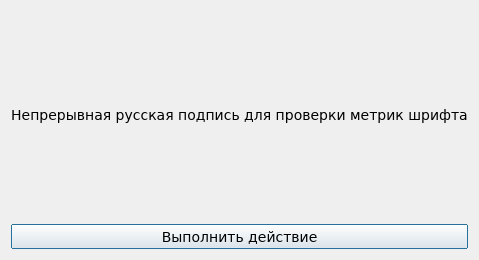 Непрерывная русская подпись для проверки метрик шрифта
Выполнить действие